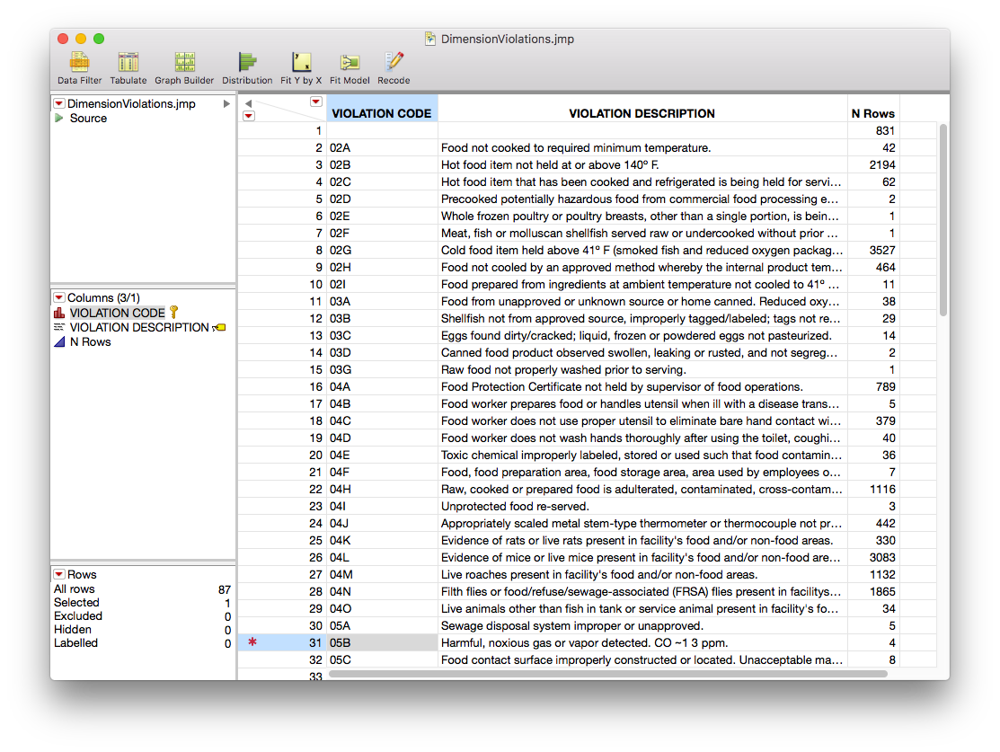 DimensionViolations.jmp
Data Filter Tabulate Graph Builder Distribution Fit Y by X Fit Model Recode
DimensionViolations.jmp
Source
Columns (3/1)
VIOLATION CODE
VIOLATION DESCRIPTION
N Rows
Rows
All rows 87
Selected 1
Excluded 0
Hidden 0
Labelled 0
VIOLATION CODE VIOLATION DESCRIPTION N Rows
1 831
2 02A Food not cooked to required minimum temperature. 42
3 02B Hot food item not held at or above 140º F. 2194
4 02C Hot food item that has been cooked and refrigerated is being held for servi... 62
5 02D Precooked potentially hazardous food from commercial food processing e... 2
6 02E Whole frozen poultry or poultry breasts, other than a single portion, is bein... 1
7 02F Meat, fish or molluscan shellfish served raw or undercooked without prior ... 1
8 02G Cold food item held above 41º F (smoked fish and reduced oxygen packag... 3527
9 02H Food not cooled by an approved method whereby the internal product tem... 464
10 02I Food prepared from ingredients at ambient temperature not cooled to 41º ... 11
11 03A Food from unapproved or unknown source or home canned. Reduced oxy... 38
12 03B Shellfish not from approved source, improperly tagged/labeled; tags not re... 29
13 03C Eggs found dirty/cracked; liquid, frozen or powdered eggs not pasteurized. 14
14 03D Canned food product observed swollen, leaking or rusted, and not segreg... 2
15 03G Raw food not properly washed prior to serving. 1
16 04A Food Protection Certificate not held by supervisor of food operations. 789
17 04B Food worker prepares food or handles utensil when ill with a disease trans... 5
18 04C Food worker does not use proper utensil to eliminate bare hand contact wi... 379
19 04D Food worker does not wash hands thoroughly after using the toilet, coughi... 40
20 04E Toxic chemical improperly labeled, stored or used such that food contamin... 36
21 04F Food, food preparation area, food storage area, area used by employees o... 7
22 04H Raw, cooked or prepared food is adulterated, contaminated, cross-contam... 1116
23 04I Unprotected food re-served. 3
24 04J Appropriately scaled metal stem-type thermometer or thermocouple not pr... 442
25 04K Evidence of rats or live rats present in facility's food and/or non-food areas. 330
26 04L Evidence of mice or live mice present in facility's food and/or non-food are... 3083
27 04M Live roaches present in facility's food and/or non-food areas. 1132
28 04N Filth flies or food/refuse/sewage-associated (FRSA) flies present in facilitys... 1865
29 04O Live animals other than fish in tank or service animal present in facility's fo... 34
30 05A Sewage disposal system improper or unapproved. 5
31 05B Harmful, noxious gas or vapor detected. CO ~1 3 ppm. 4
32 05C Food contact surface improperly constructed or located. Unacceptable ma... 8
33